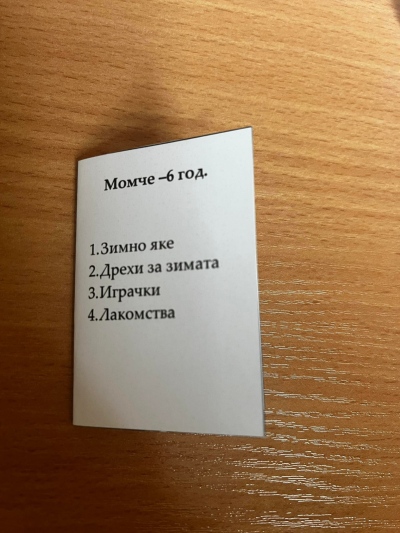 Момче –6 год.
1.Зимно яке
2.Дрехи за зимата
3.Играчки
4.Лакомства